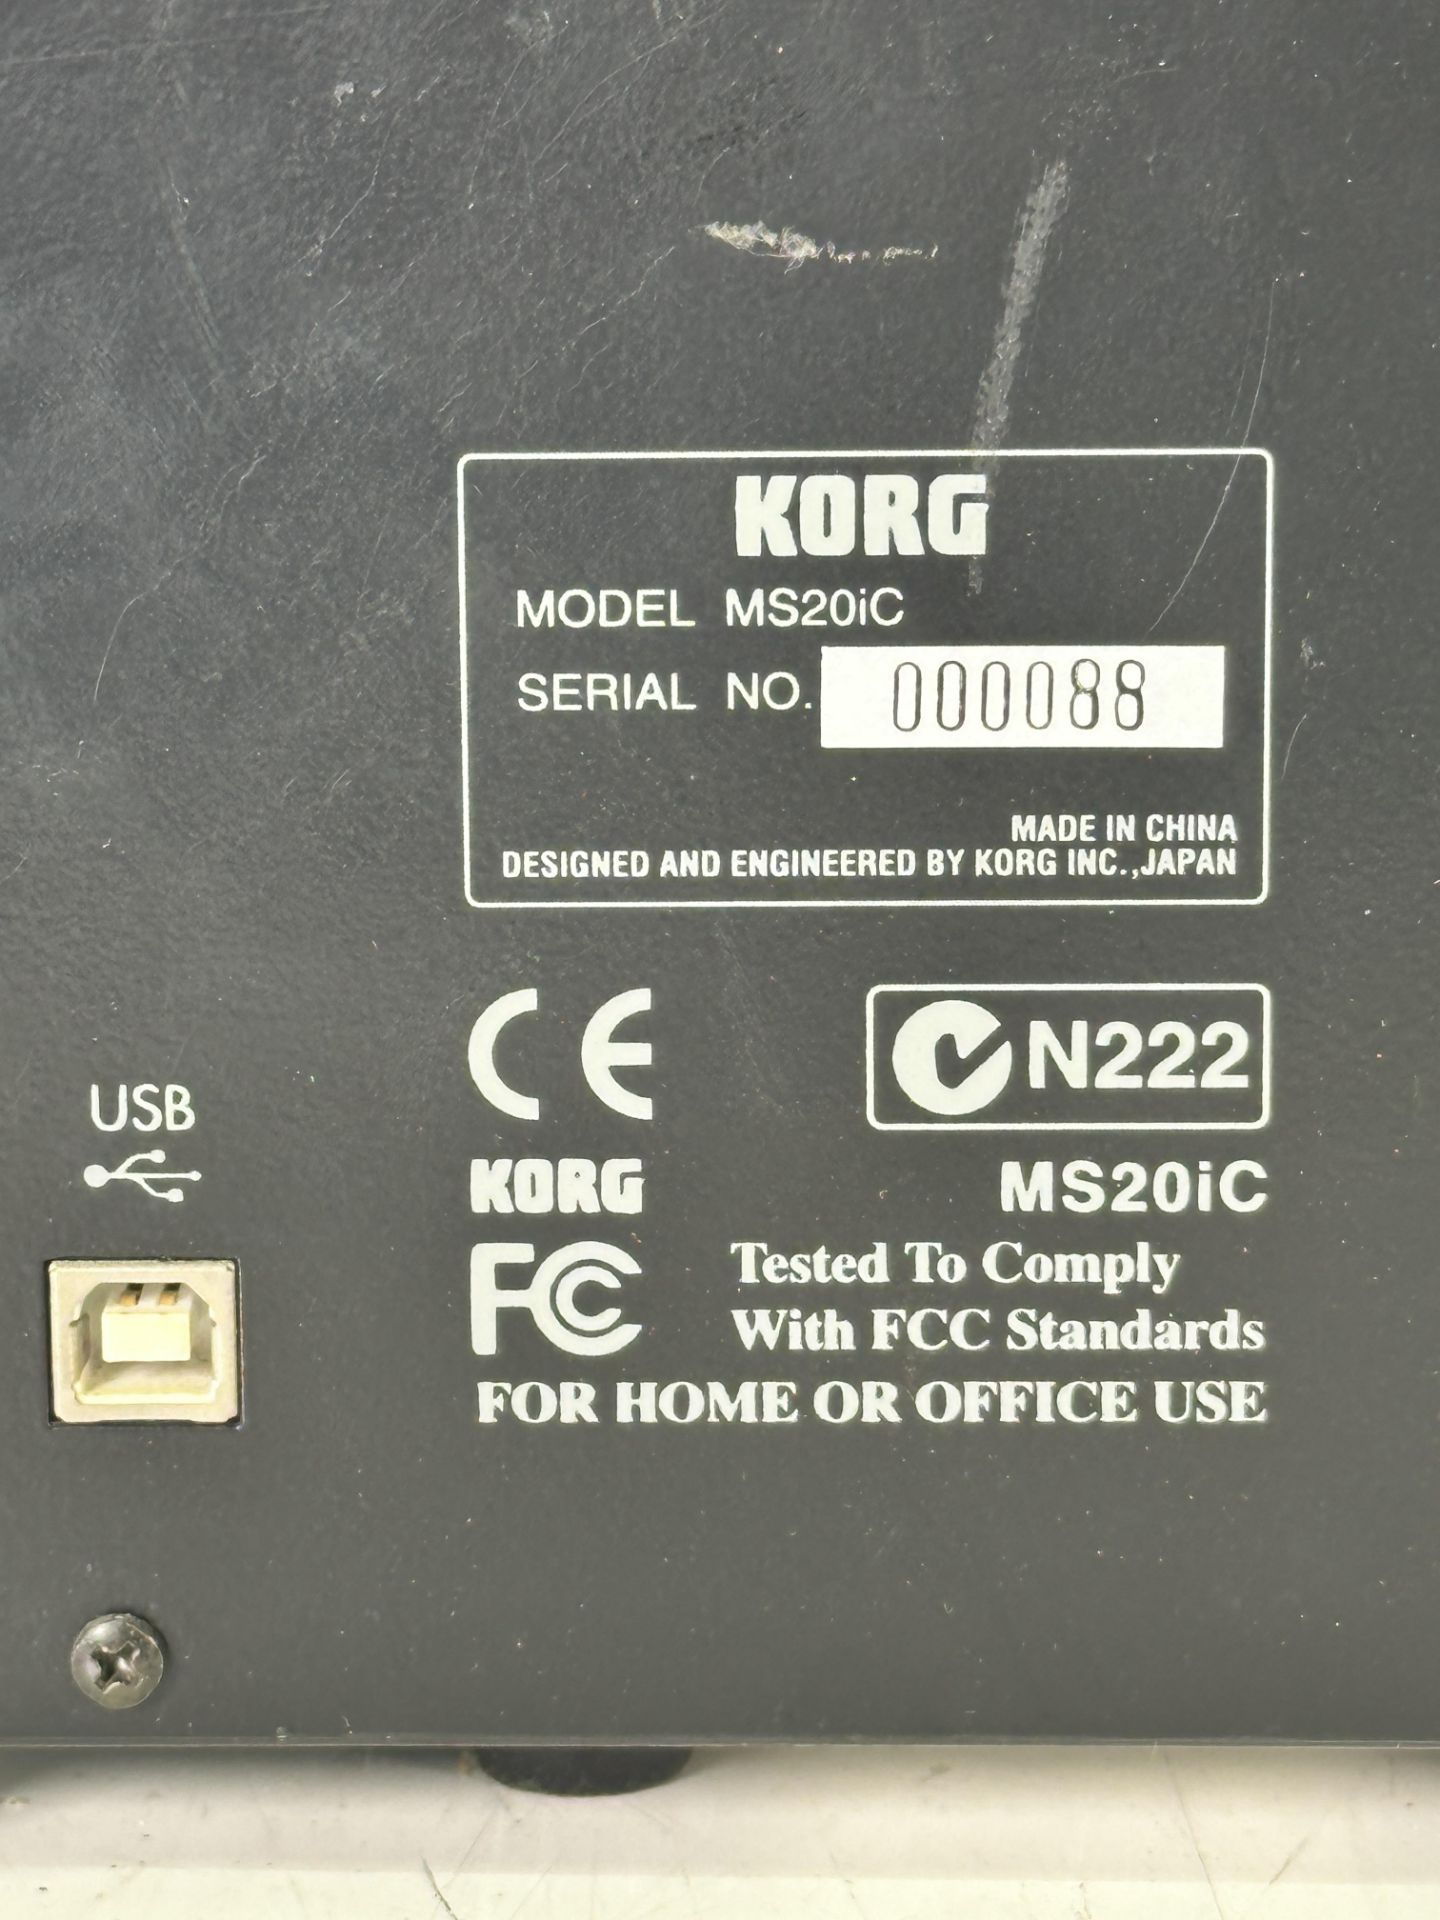 KORG
MODEL MS20iC
SERIAL NO. 000088
MADE IN CHINA
DESIGNED AND ENGINEERED BY KORG INC.,JAPAN
CE
N222
USB
KORG
MS20iC
FC Tested To Comply
With FCC Standards
FOR HOME OR OFFICE USE